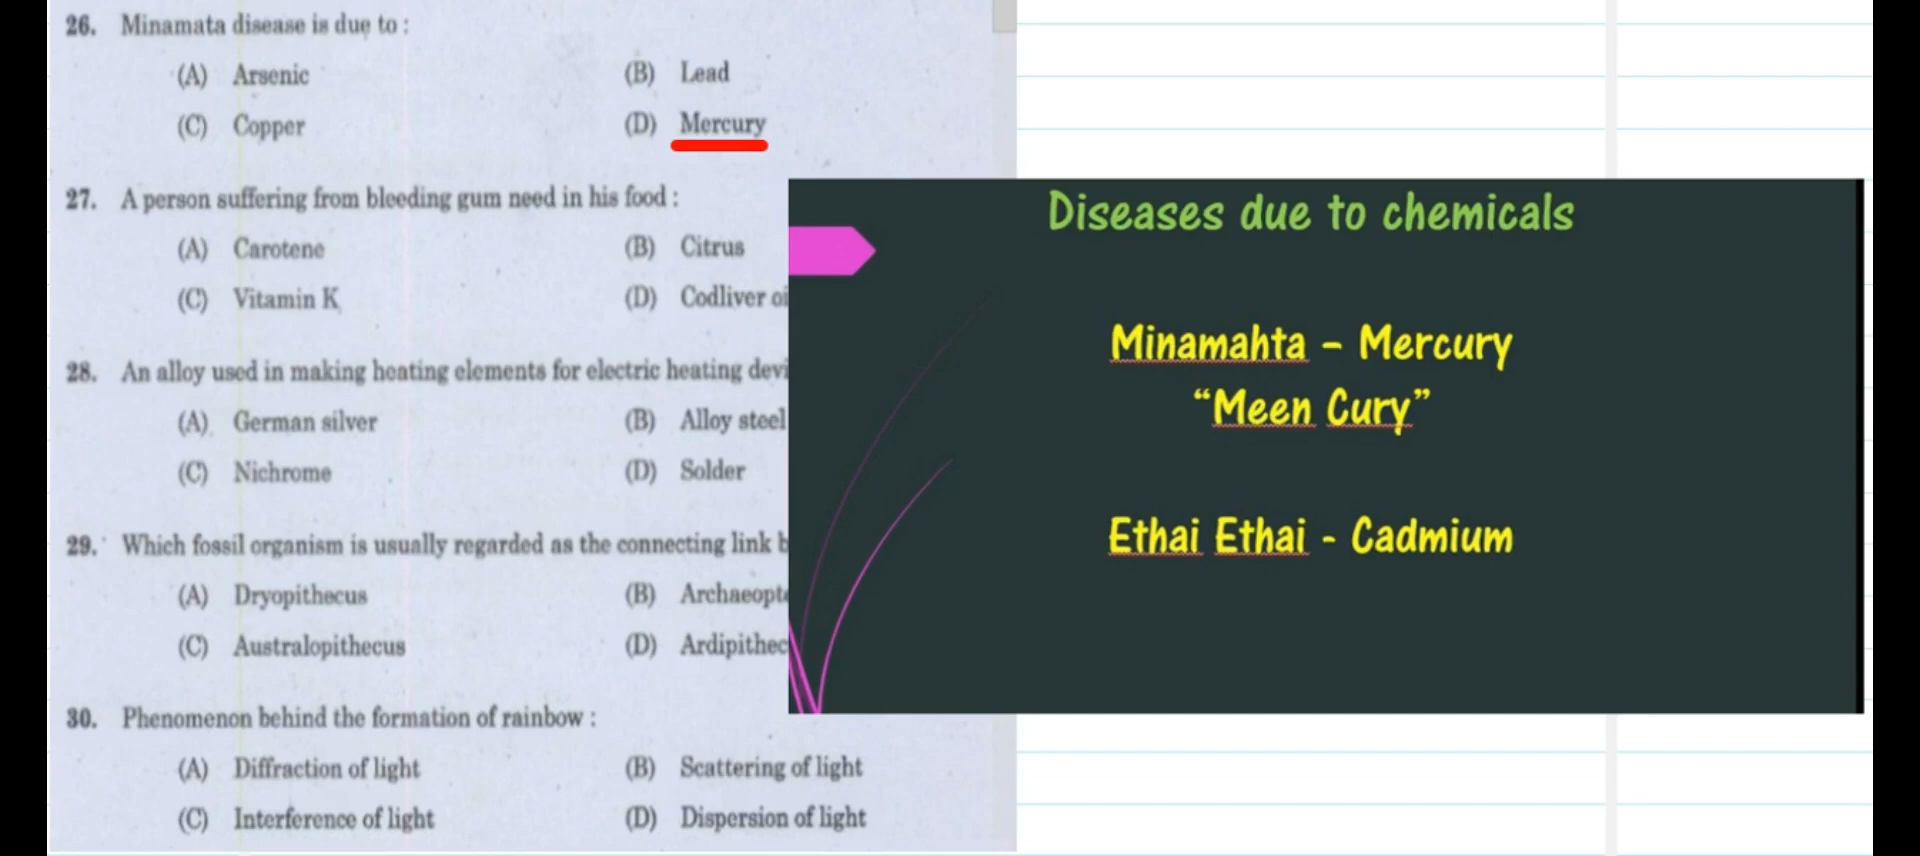 26. Minamata disease is due to :
(A) Arsenic (B) Lead
(C) Copper (D) Mercury
27. A person suffering from bleeding gum need in his food :
(A) Carotene (B) Citrus
(C) Vitamin K (D) Codliver
28. An alloy used in making heating elements for electric heating
(A) German silver (B) Alloy steel
(C) Nichrome (D) Solder
29. Which fossil organism is usually regarded as the connecting link
(A) Dryopithecus (B)
(C) Australopithecus (D)
30. Phenomenon behind the formation of rainbow :
(A) Diffraction of light (B) Scattering of light
(C) Interference of light (D) Dispersion of light
Diseases due to chemicals
Minamahta – Mercury
“Meen Cury”
Ethai Ethai - Cadmium